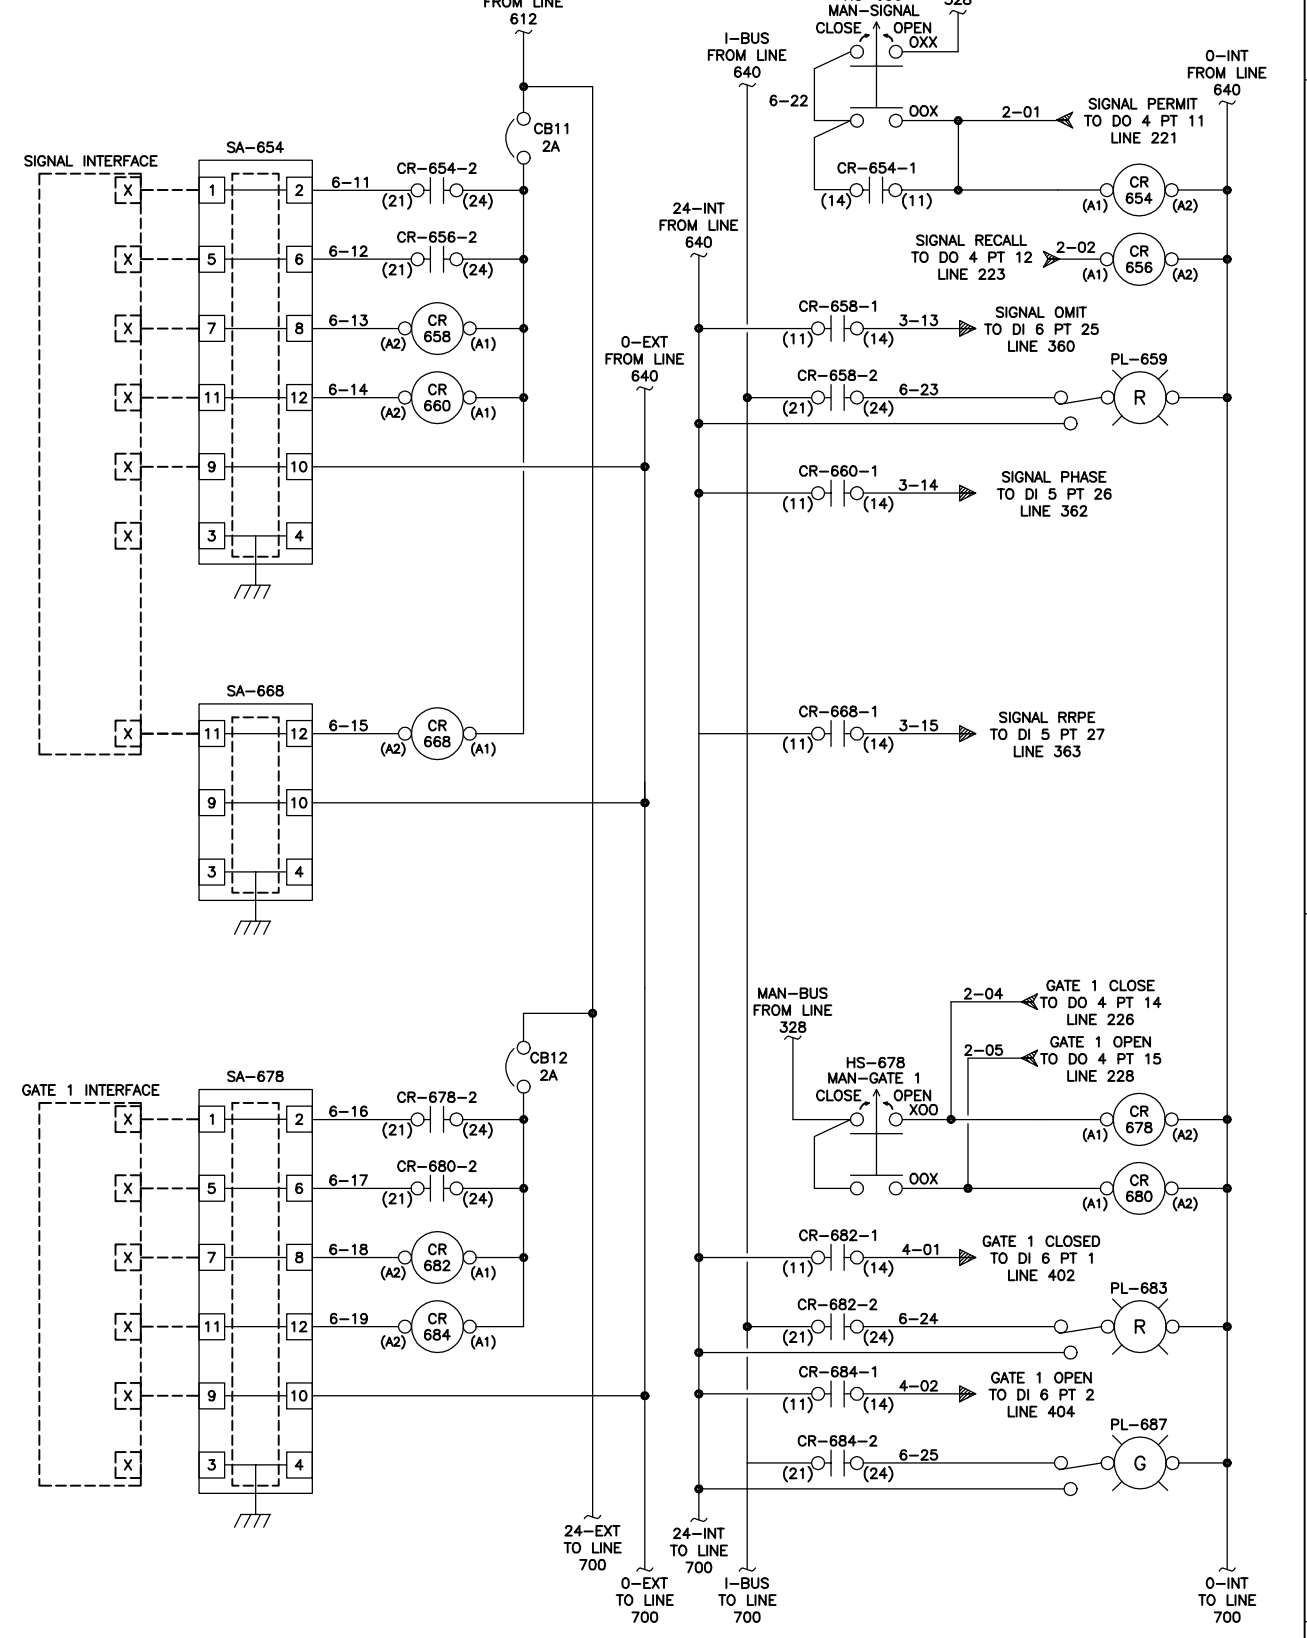 FROM LINE
612
CB11
2A
SIGNAL INTERFACE
SA-654
X
1
2
6-11
CR-654-2
(21)
(24)
X
5
6
6-12
CR-656-2
(21)
(24)
X
7
8
6-13
CR
658
(A2)
(A1)
X
11
12
6-14
CR
660
(A2)
(A1)
X
9
10
X
3
4
0-EXT
FROM LINE
640
SA-668
X
11
12
6-15
CR
668
(A2)
(A1)
9
10
3
4
CB12
2A
GATE 1 INTERFACE
SA-678
X
1
2
6-16
CR-678-2
(21)
(24)
X
5
6
6-17
CR-680-2
(21)
(24)
X
7
8
6-18
CR
682
(A2)
(A1)
X
11
12
6-19
CR
684
(A2)
(A1)
X
9
10
X
3
4
24-EXT
TO LINE
700
0-EXT
TO LINE
700
MAN-SIGNAL
CLOSE
OPEN
OXX
328
I-BUS
FROM LINE
640
0-INT
FROM LINE
640
6-22
OOX
2-01
SIGNAL PERMIT
TO DO 4 PT 11
LINE 221
CR-654-1
(14)
(11)
CR
654
(A1)
(A2)
24-INT
FROM LINE
640
SIGNAL RECALL
TO DO 4 PT 12
LINE 223
2-02
CR
656
(A1)
(A2)
CR-658-1
(11)
(14)
3-13
SIGNAL OMIT
TO DI 6 PT 25
LINE 360
CR-658-2
(21)
(24)
6-23
PL-659
R
CR-660-1
(11)
(14)
3-14
SIGNAL PHASE
TO DI 5 PT 26
LINE 362
CR-668-1
(11)
(14)
3-15
SIGNAL RRPE
TO DI 5 PT 27
LINE 363
MAN-BUS
FROM LINE
328
2-04
GATE 1 CLOSE
TO DO 4 PT 14
LINE 226
2-05
GATE 1 OPEN
TO DO 4 PT 15
LINE 228
HS-678
MAN-GATE 1
CLOSE
OPEN
XOO
CR
678
(A1)
(A2)
OOX
CR
680
(A1)
(A2)
CR-682-1
(11)
(14)
4-01
GATE 1 CLOSED
TO DI 6 PT 1
LINE 402
CR-682-2
(21)
(24)
6-24
PL-683
R
CR-684-1
(11)
(14)
4-02
GATE 1 OPEN
TO DI 6 PT 2
LINE 404
CR-684-2
(21)
(24)
6-25
PL-687
G
24-INT
TO LINE
700
I-BUS
TO LINE
700
0-INT
TO LINE
700